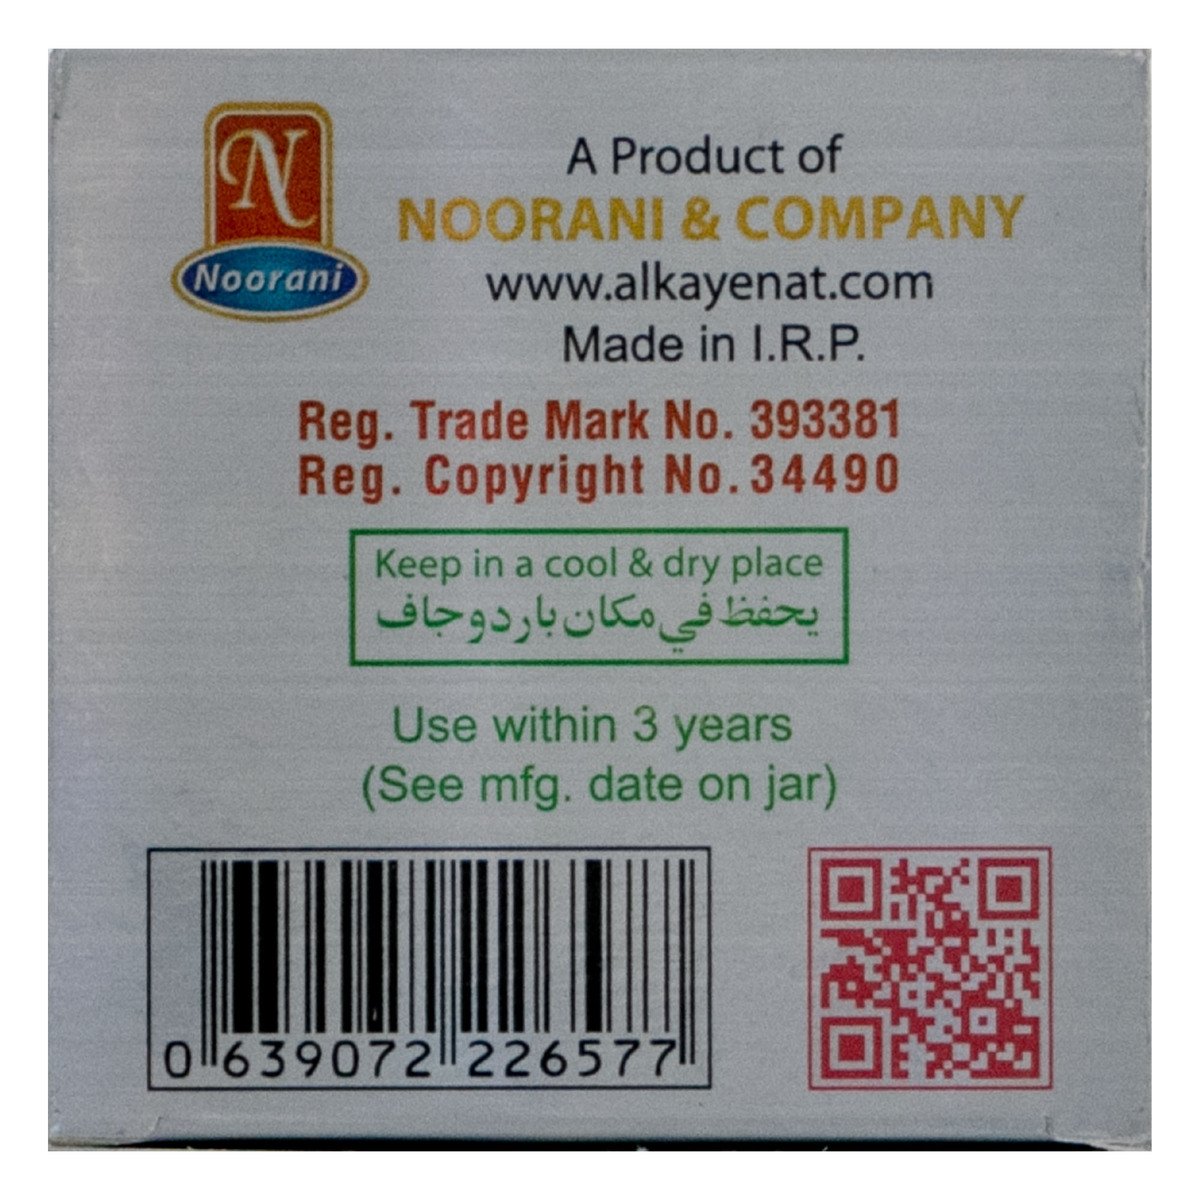 N
Noorani
A Product of
NOORANI & COMPANY
www.alkayenat.com
Made in I.R.P.
Reg. Trade Mark No. 393381
Reg. Copyright No. 34490
Keep in a cool & dry place
يحفظ في مكان بارد وجاف
Use within 3 years
(See mfg. date on jar)
0 639072 226577